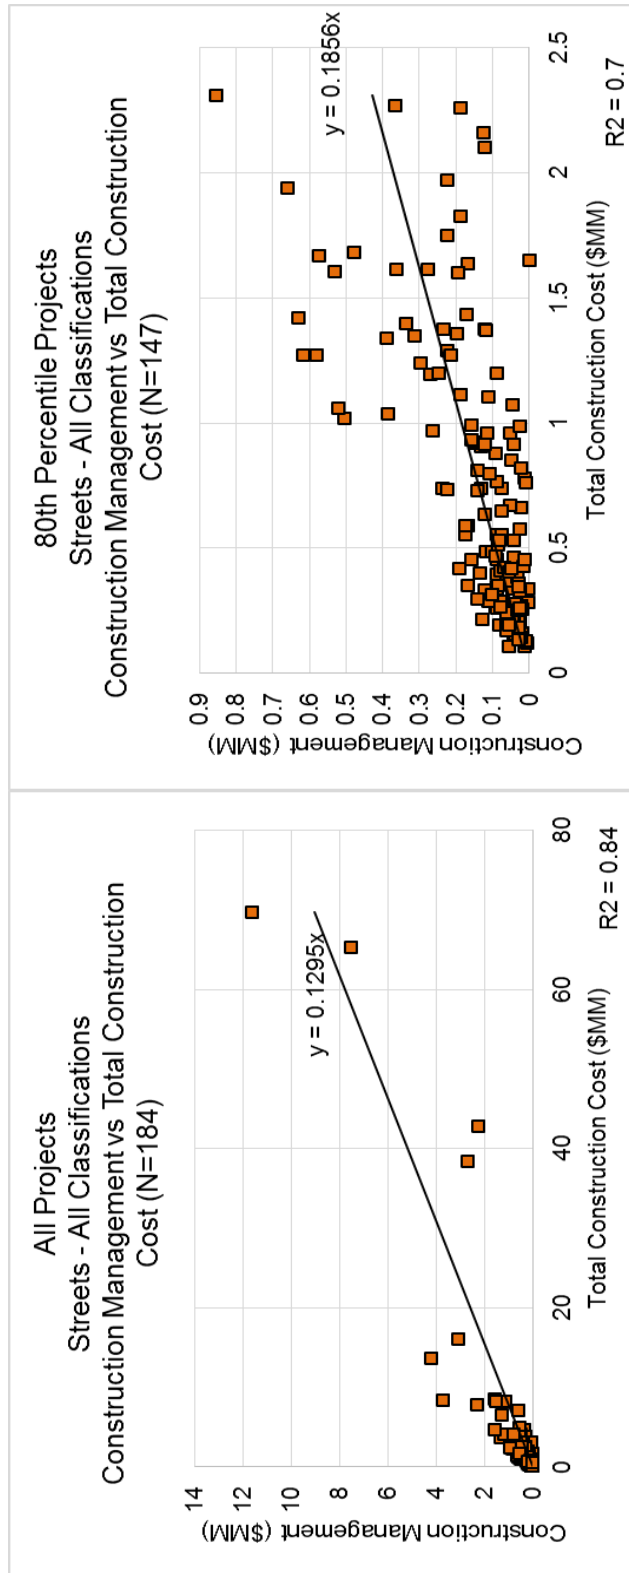 All Projects
Streets - All Classifications
Construction Management vs Total Construction
Cost (N=184)
14
12
10
8
6
4
2
0
Construction Management ($MM)
y = 0.1295x
0
20
40
60
80
Total Construction Cost ($MM)
R2 = 0.84
80th Percentile Projects
Streets - All Classifications
Construction Management vs Total Construction
Cost (N=147)
0.9
0.8
0.7
0.6
0.5
0.4
0.3
0.2
0.1
0
Construction Management ($MM)
y = 0.1856x
0
0.5
1
1.5
2
2.5
Total Construction Cost ($MM)
R2 = 0.7